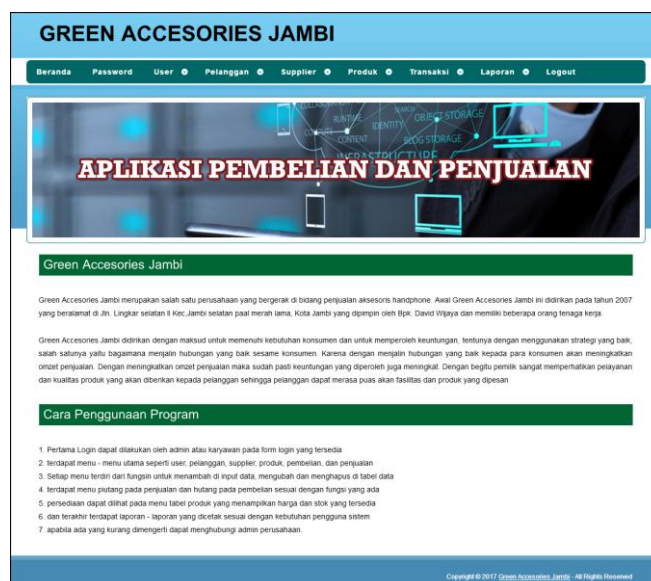 GREEN ACCESORIES JAMBI
Beranda Password User Pelanggan Supplier Produk Transaksi Laporan Logout
COLLABORATION
RUNTIME
SEARCH
OBJECT STORAGE
COMPUTE
IDENTITY
CONTENT
BLOG STORAGE
INFRASTRUCTURE
APLIKASI PEMBELIAN DAN PENJUALAN
Green Accesories Jambi
Green Accesories Jambi merupakan salah satu perusahaan yang bergerak di bidang penjualan aksesoris handphone. Awal Green Accesories Jambi ini didirikan pada tahun 2007
yang beralamat di Jln. Lingkar selatan II Kec.Jambi selatan paal merah lama, Kota Jambi yang dipimpin oleh Bpk. David Wijaya dan memiliki beberapa orang tenaga kerja.
Green Accesories Jambi didirikan dengan maksud untuk memenuhi kebutuhan konsumen dan untuk memperoleh keuntungan, tentunya dengan menggunakan strategi yang baik,
salah satunya yaitu bagaimana menjalin hubungan yang baik sesame konsumen. Karena dengan menjalin hubungan yang baik kepada para konsumen akan meningkatkan
omzet penjualan. Dengan meningkatkan omzet penjualan maka sudah pasti keuntungan yang diperoleh juga meningkat. Dengan begitu pemilik sangat memperhatikan pelayanan
dan kualitas produk yang akan diberikan kepada pelanggan sehingga pelanggan dapat merasa puas akan fasilitas dan produk yang dipesan
Cara Penggunaan Program
1. Pertama Login dapat dilakukan oleh admin atau karyawan pada form login yang tersedia
2. terdapat menu - menu utama seperti user, pelanggan, supplier, produk, pembelian, dan penjualan
3. Setiap menu terdiri dari fungsin untuk menambah di input data, mengubah dan menghapus di tabel data
4. terdapat menu piutang pada penjualan dan hutang pada pembelian sesuai dengan fungsi yang ada
5. persediaan dapat dilihat pada menu tabel produk yang menampilkan harga dan stok yang tersedia
6. dan terakhir terdapat laporan - laporan yang dicetak sesuai dengan kebutuhan pengguna sistem
7. apabila ada yang kurang dimengerti dapat menghubungi admin perusahaan.
Copyright © 2017 Green Accesories Jambi - All Rights Reserved